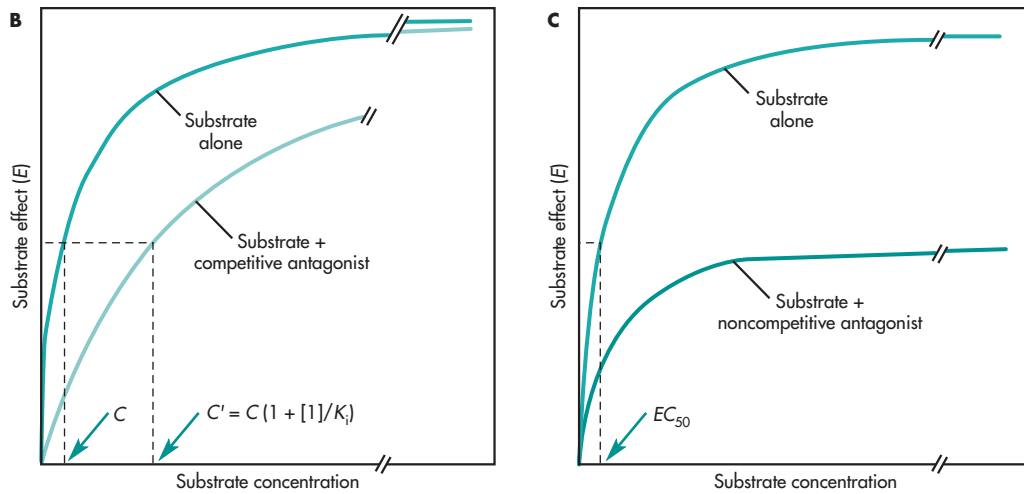 B
Substrate effect (E)
Substrate
alone
Substrate +
competitive antagonist
C
C' = C (1 + [1]/Ki)
Substrate concentration
C
Substrate effect (E)
Substrate
alone
Substrate +
noncompetitive antagonist
EC50
Substrate concentration